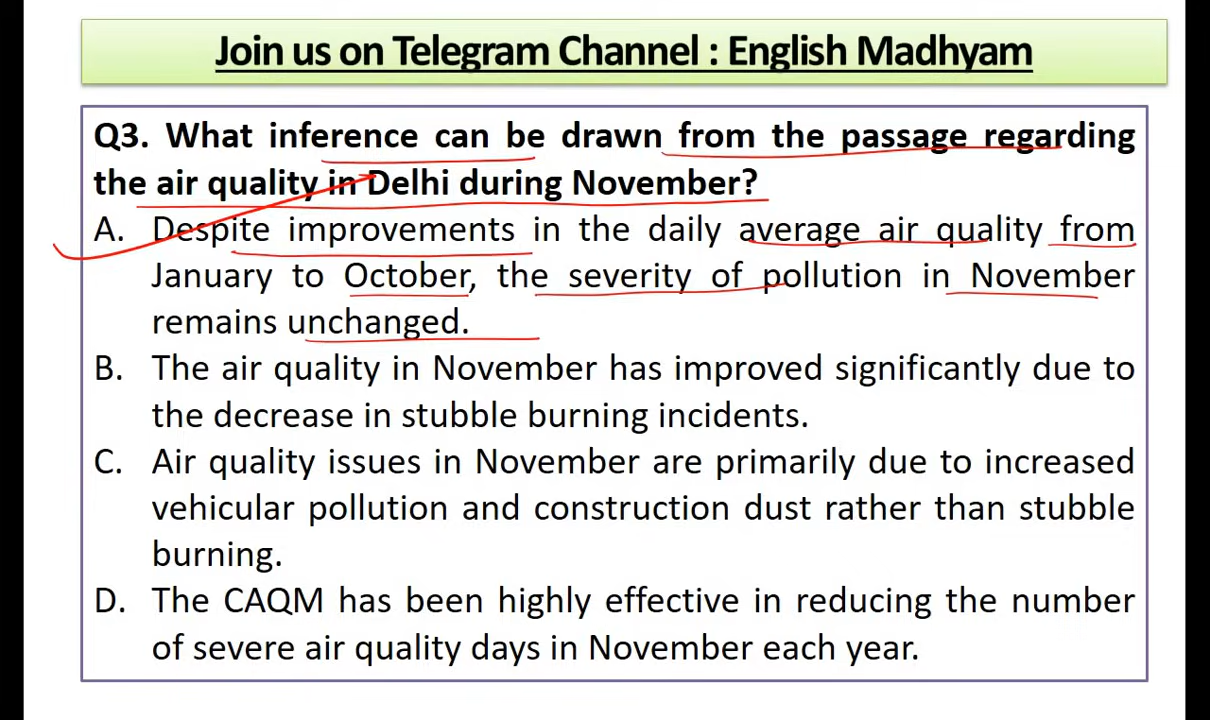 Join us on Telegram Channel : English Madhyam
Q3. What inference can be drawn from the passage regarding
the air quality in Delhi during November?
A. Despite improvements in the daily average air quality from
January to October, the severity of pollution in November
remains unchanged.
B. The air quality in November has improved significantly due to
the decrease in stubble burning incidents.
C. Air quality issues in November are primarily due to increased
vehicular pollution and construction dust rather than stubble
burning.
D. The CAQM has been highly effective in reducing the number
of severe air quality days in November each year.